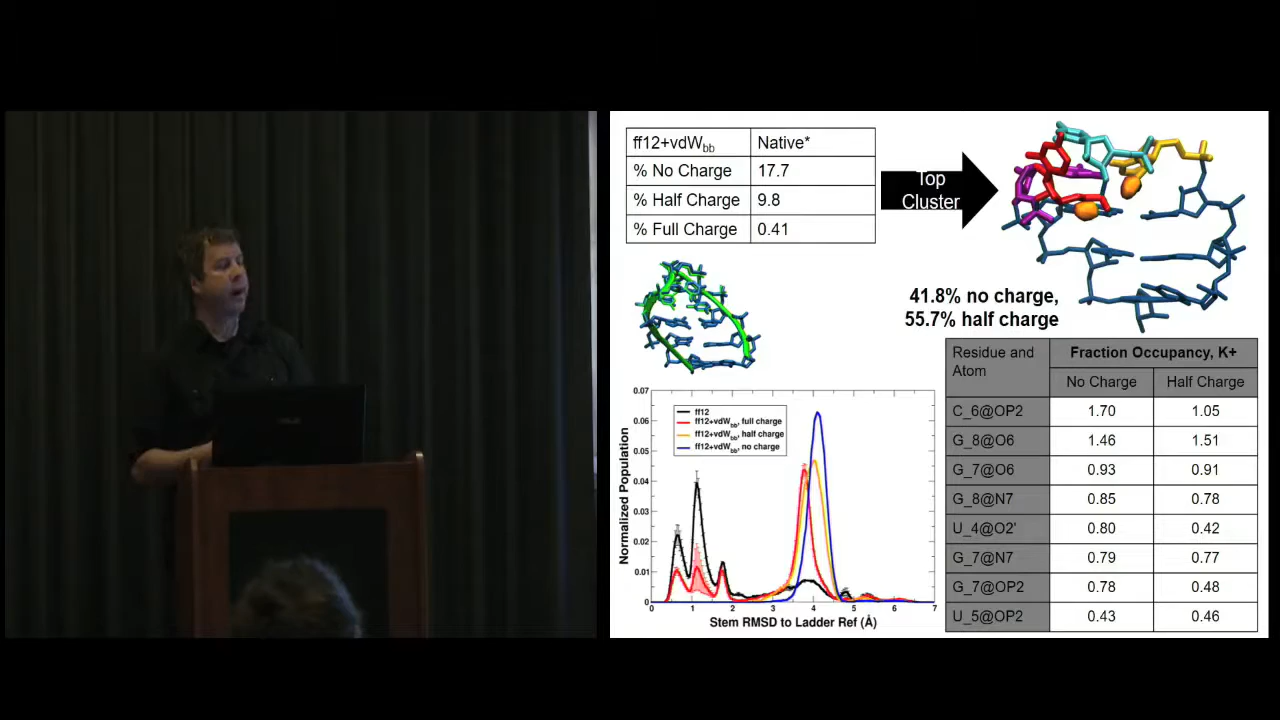 ff12+vdWbb Native*
% No Charge 17.7
% Half Charge 9.8
% Full Charge 0.41
Top
Cluster
41.8% no charge,
55.7% half charge
Residue and Atom Fraction Occupancy, K+
No Charge Half Charge
C_6@OP2 1.70 1.05
G_8@O6 1.46 1.51
G_7@O6 0.93 0.91
G_8@N7 0.85 0.78
U_4@O2' 0.80 0.42
G_7@N7 0.79 0.77
G_7@OP2 0.78 0.48
U_5@OP2 0.43 0.46
Normalized Population
0.07
0.06
0.05
0.04
0.03
0.02
0.01
0
ff12
ff12+vdWbb, full charge
ff12+vdWbb, half charge
ff12+vdWbb, no charge
0 1 2 3 4 5 6 7
Stem RMSD to Ladder Ref (Å)